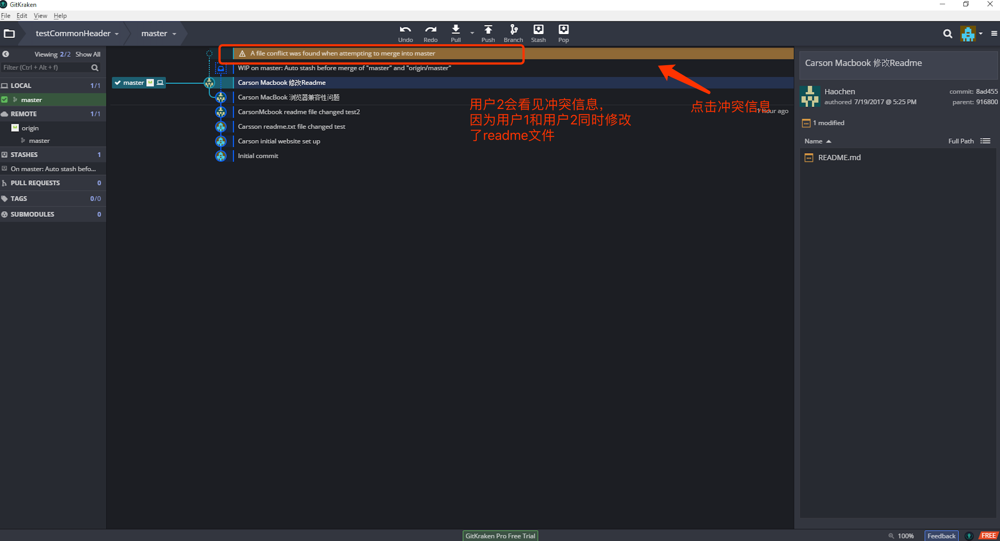 GitKraken
File Edit View Help
testCommonHeader master
Undo Redo Pull Push Branch Stash Pop
Viewing 2/2 Show All
Filter (Ctrl + Alt + f)
LOCAL 1/1
master
REMOTE 1/1
origin
master
STASHES 1
On master: Auto stash befo...
PULL REQUESTS 0
TAGS 0/0
SUBMODULES 0
A file conflict was found when attempting to merge into master
WIP on master: Auto stash before merge of "master" and "origin/master"
master Carson Macbook 修改Readme
Carson MacBook 浏览器兼容性问题
CarsonMcbook readme file changed test2
1 hour ago
Carsson readme.txt file changed test
Carson initial website set up
Initial commit
用户2会看见冲突信息,
因为用户1和用户2同时修改
了readme文件
点击冲突信息
Carson Macbook 修改Readme
Haochen commit: 8ad455
authored 7/19/2017 @ 5:25 PM parent: 916800
1 modified
Name Full Path
README.md
GitKraken Pro Free Trial
100% Feedback FREE